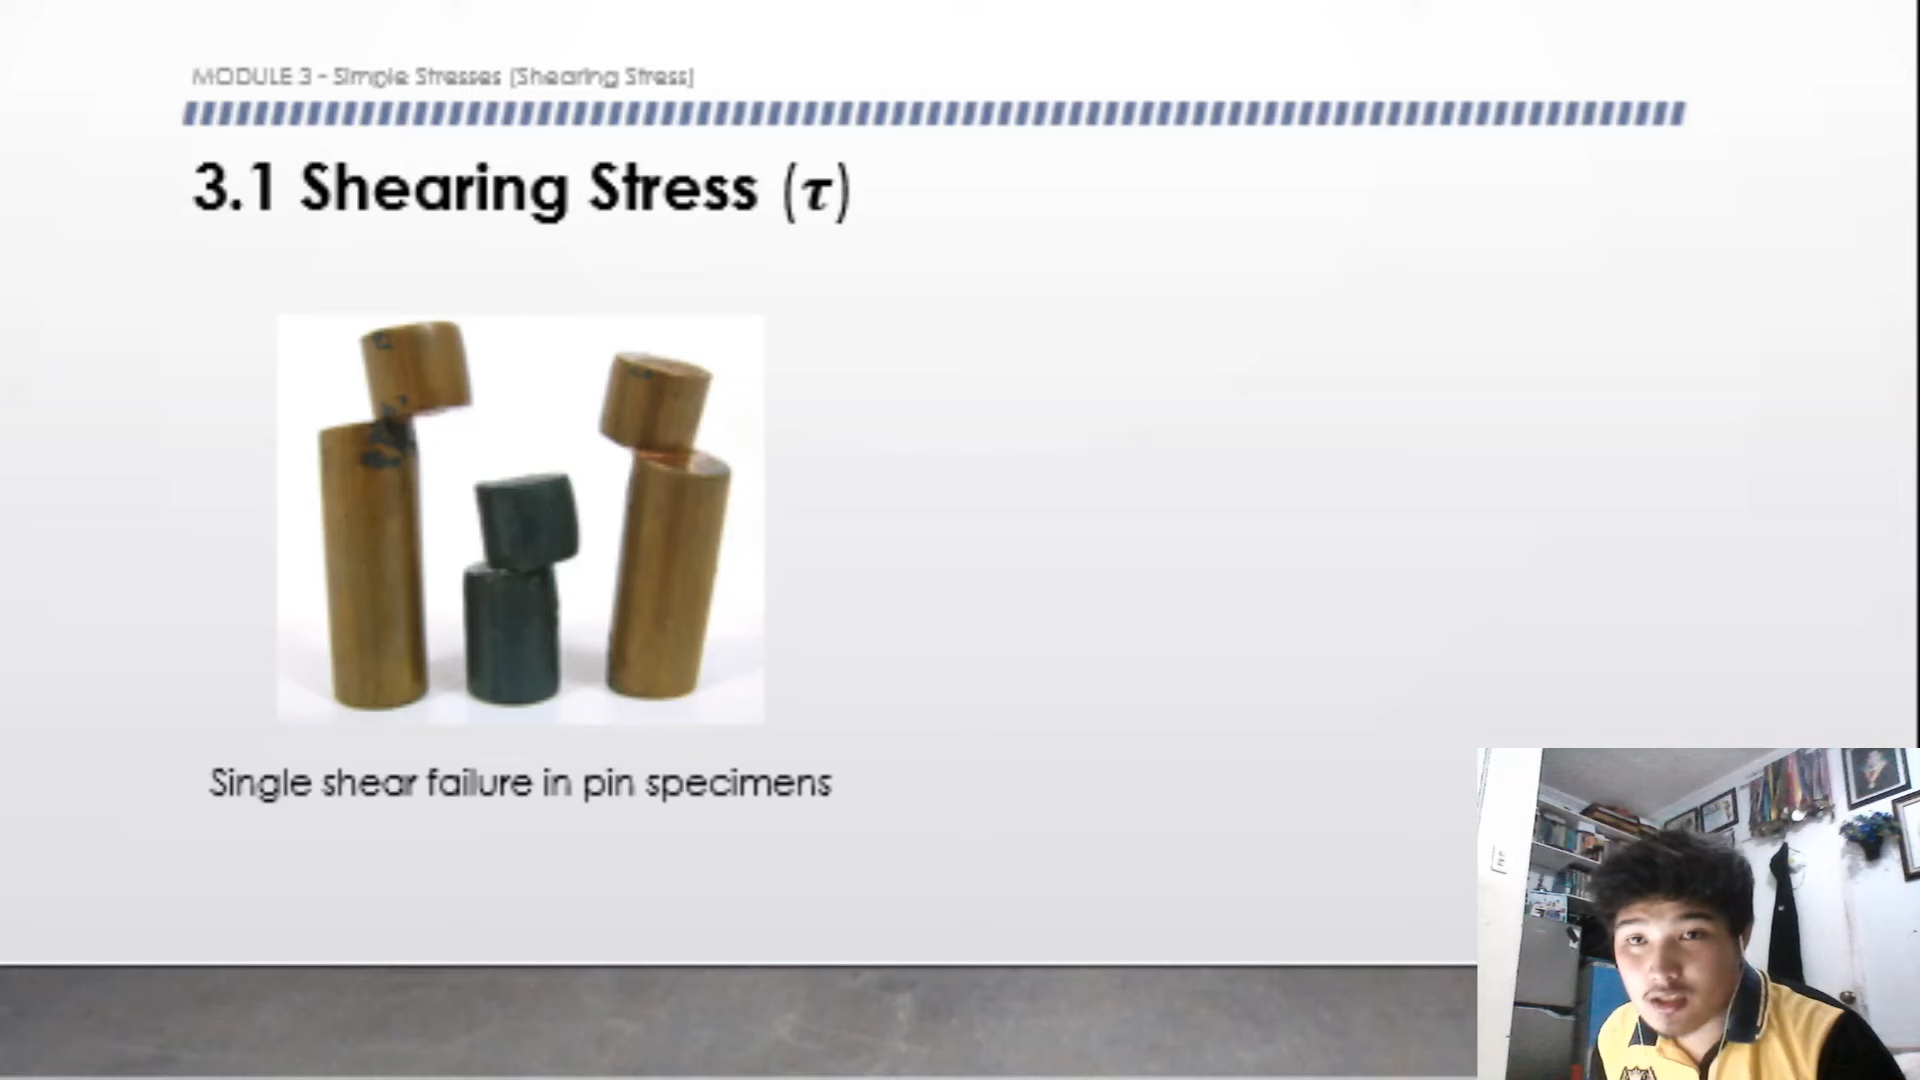 MODULE 3 - Simple Stresses (Shearing Stress)
3.1 Shearing Stress (τ)
Single shear failure in pin specimens